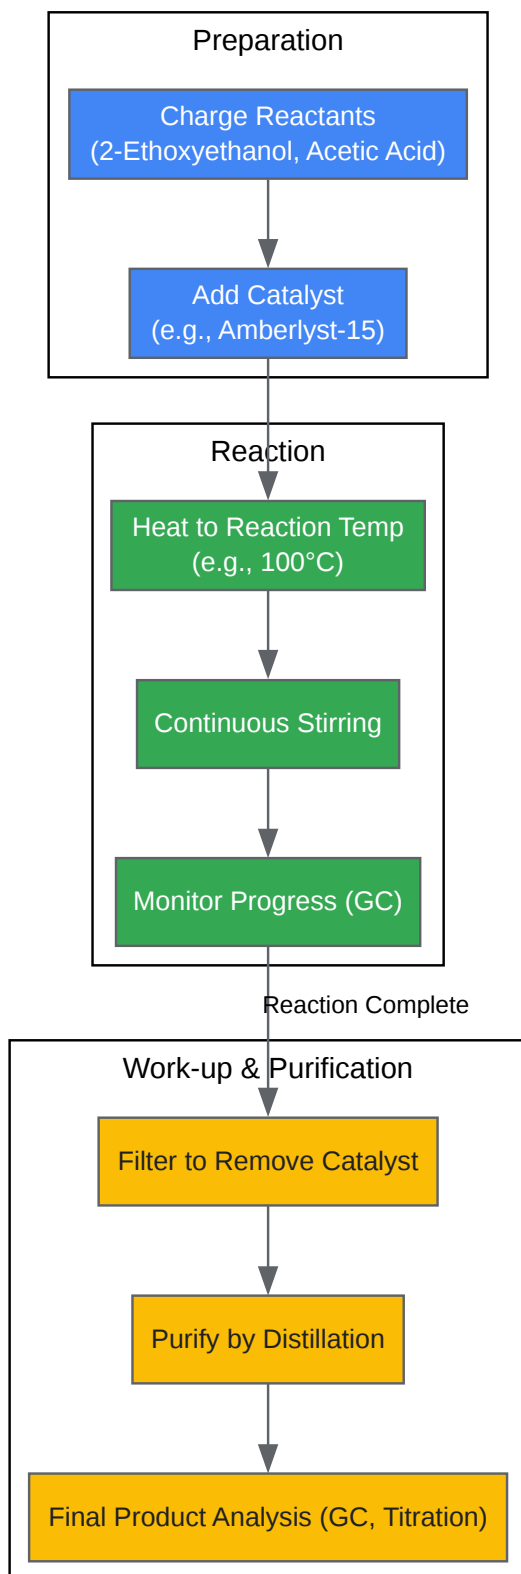 Preparation
Charge Reactants
(2-Ethoxyethanol, Acetic Acid)
Add Catalyst
(e.g., Amberlyst-15)
Reaction
Heat to Reaction Temp
(e.g., 100°C)
Continuous Stirring
Monitor Progress (GC)
Reaction Complete
Work-up & Purification
Filter to Remove Catalyst
Purify by Distillation
Final Product Analysis (GC, Titration)